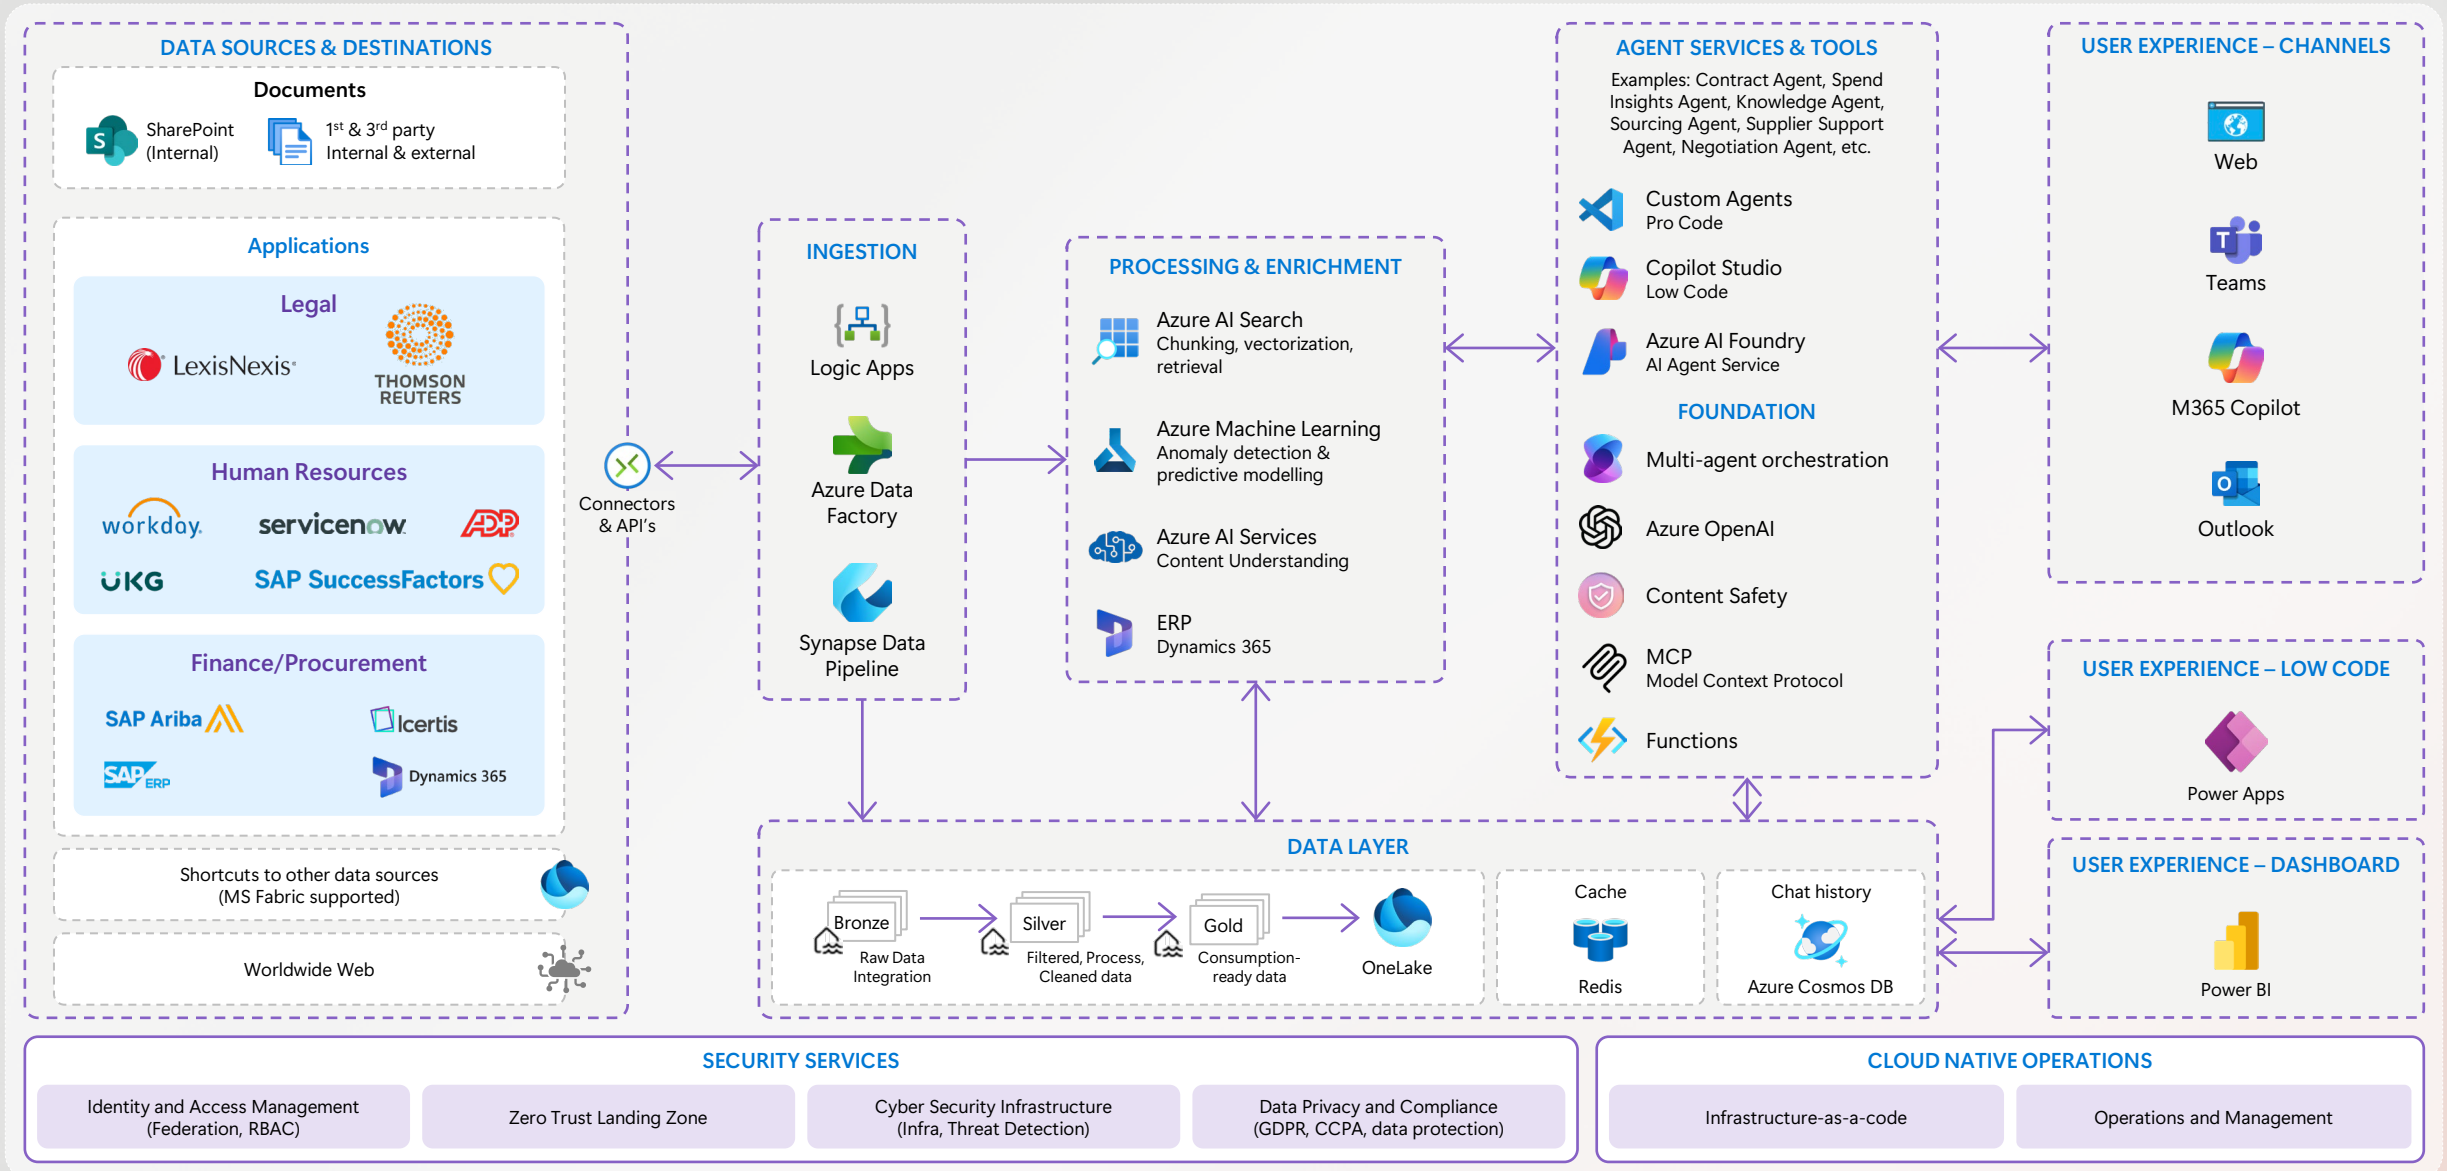 DATA SOURCES & DESTINATIONS
Documents
SharePoint
(Internal)
1st & 3rd party
Internal & external
Applications
Legal
LexisNexis®
THOMSON
REUTERS
Human Resources
workday.
servicenow
ADP
UKG
SAP SuccessFactors
Finance/Procurement
SAP Ariba
Icertis
SAP ERP
Dynamics 365
Shortcuts to other data sources
(MS Fabric supported)
Worldwide Web
Connectors
& API's
INGESTION
Logic Apps
Azure Data
Factory
Synapse Data
Pipeline
PROCESSING & ENRICHMENT
Azure AI Search
Chunking, vectorization,
retrieval
Azure Machine Learning
Anomaly detection &
predictive modelling
Azure AI Services
Content Understanding
ERP
Dynamics 365
AGENT SERVICES & TOOLS
Examples: Contract Agent, Spend
Insights Agent, Knowledge Agent,
Sourcing Agent, Supplier Support
Agent, Negotiation Agent, etc.
Custom Agents
Pro Code
Copilot Studio
Low Code
Azure AI Foundry
AI Agent Service
FOUNDATION
Multi-agent orchestration
Azure OpenAI
Content Safety
MCP
Model Context Protocol
Functions
USER EXPERIENCE – CHANNELS
Web
Teams
M365 Copilot
Outlook
USER EXPERIENCE – LOW CODE
Power Apps
USER EXPERIENCE – DASHBOARD
Power BI
DATA LAYER
Bronze
Raw Data
Integration
Silver
Filtered, Process,
Cleaned data
Gold
Consumption-
ready data
OneLake
Cache
Redis
Chat history
Azure Cosmos DB
SECURITY SERVICES
Identity and Access Management
(Federation, RBAC)
Zero Trust Landing Zone
Cyber Security Infrastructure
(Infra, Threat Detection)
Data Privacy and Compliance
(GDPR, CCPA, data protection)
CLOUD NATIVE OPERATIONS
Infrastructure-as-a-code
Operations and Management